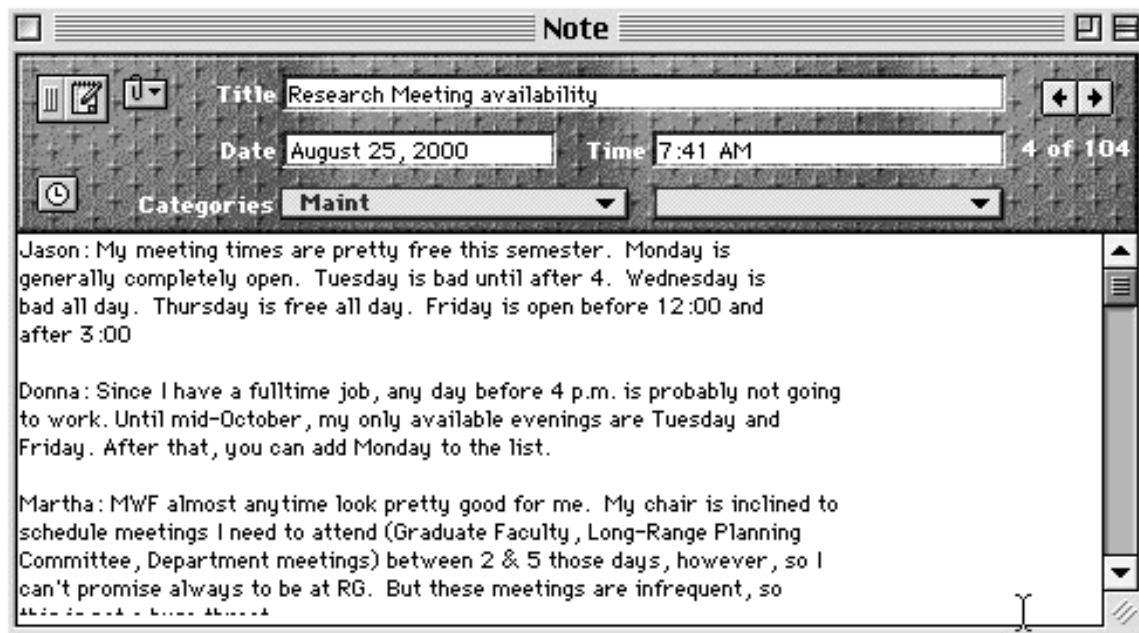 Note
Title Research Meeting availability
Date August 25, 2000 Time 7:41 AM
4 of 104
Categories Maint
Jason: My meeting times are pretty free this semester. Monday is
generally completely open. Tuesday is bad until after 4. Wednesday is
bad all day. Thursday is free all day. Friday is open before 12:00 and
after 3:00
Donna: Since I have a fulltime job, any day before 4 p.m. is probably not going
to work. Until mid-October, my only available evenings are Tuesday and
Friday. After that, you can add Monday to the list.
Martha: MWF almost anytime look pretty good for me. My chair is inclined to
schedule meetings I need to attend (Graduate Faculty, Long-Range Planning
Committee, Department meetings) between 2 & 5 those days, however, so I
can't promise always to be at RG. But these meetings are infrequent, so